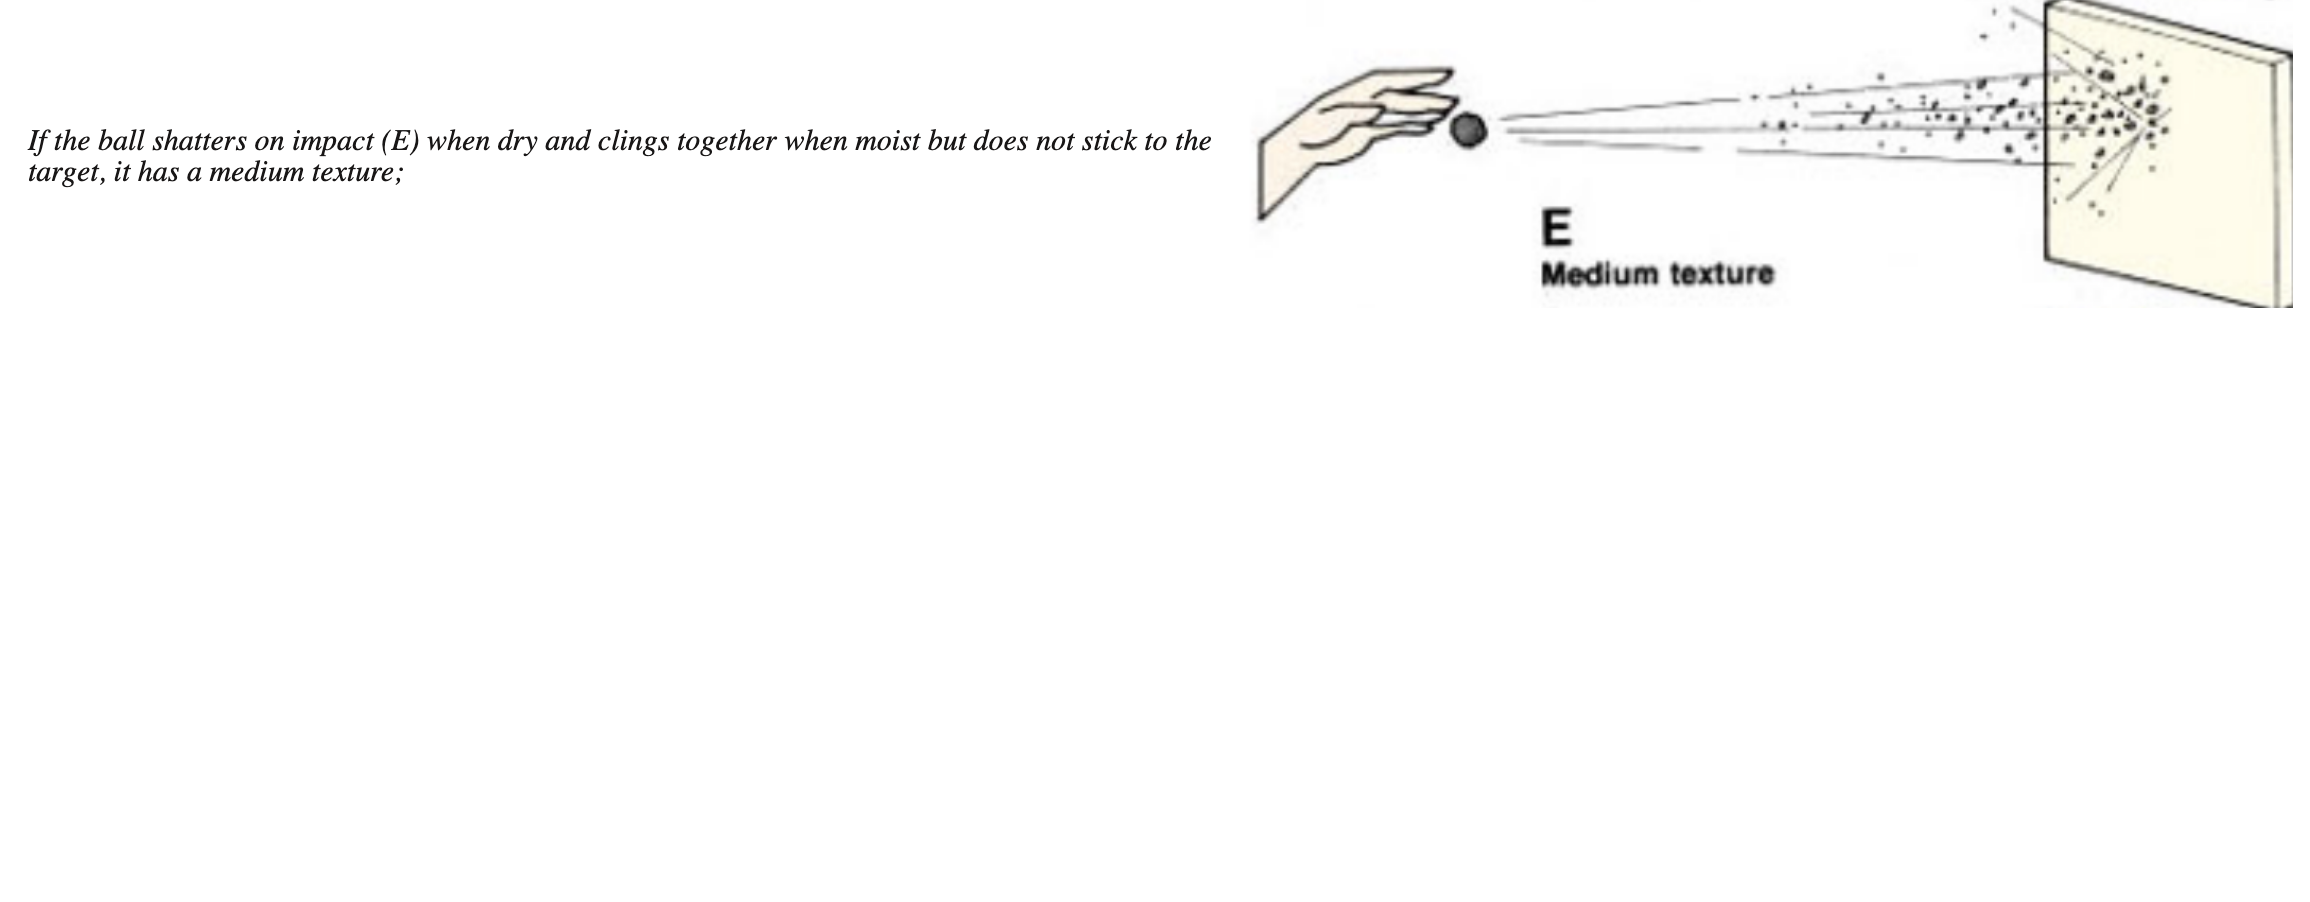 If the ball shatters on impact (E) when dry and clings together when moist but does not stick to the
target, it has a medium texture;
E
Medium texture